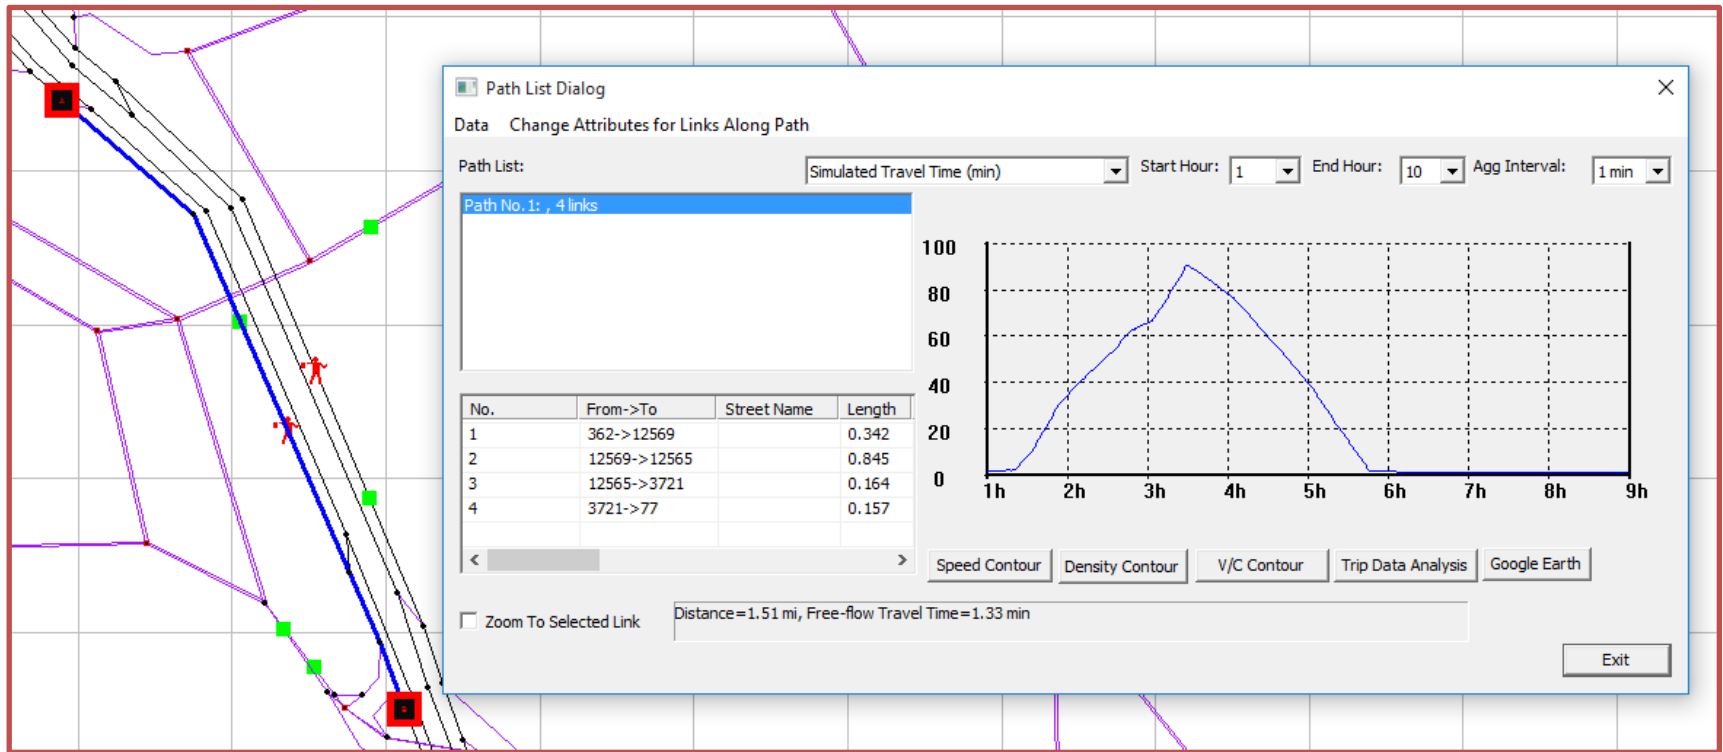 Path List Dialog
Data Change Attributes for Links Along Path
Path List: Simulated Travel Time (min) Start Hour: 1 End Hour: 10 Agg Interval: 1 min
Path No.1: , 4 links
100
80
60
40
20
0
1h 2h 3h 4h 5h 6h 7h 8h 9h
No. From->To Street Name Length
1 362->12569 0.342
2 12569->12565 0.845
3 12565->3721 0.164
4 3721->77 0.157
Speed Contour Density Contour V/C Contour Trip Data Analysis Google Earth
Zoom To Selected Link Distance=1.51 mi, Free-flow Travel Time=1.33 min
Exit